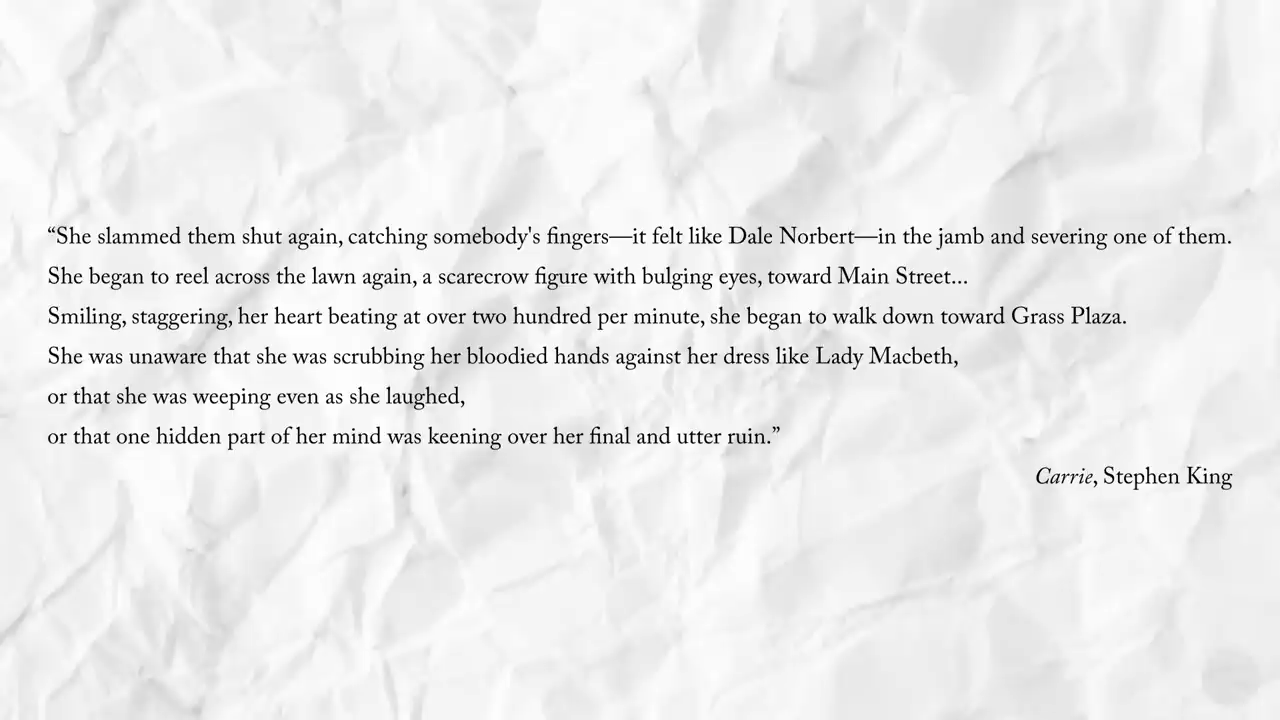 “She slammed them shut again, catching somebody's fingers—it felt like Dale Norbert—in the jamb and severing one of them.
She began to reel across the lawn again, a scarecrow figure with bulging eyes, toward Main Street...
Smiling, staggering, her heart beating at over two hundred per minute, she began to walk down toward Grass Plaza.
She was unaware that she was scrubbing her bloodied hands against her dress like Lady Macbeth,
or that she was weeping even as she laughed,
or that one hidden part of her mind was keening over her final and utter ruin.”
Carrie, Stephen King